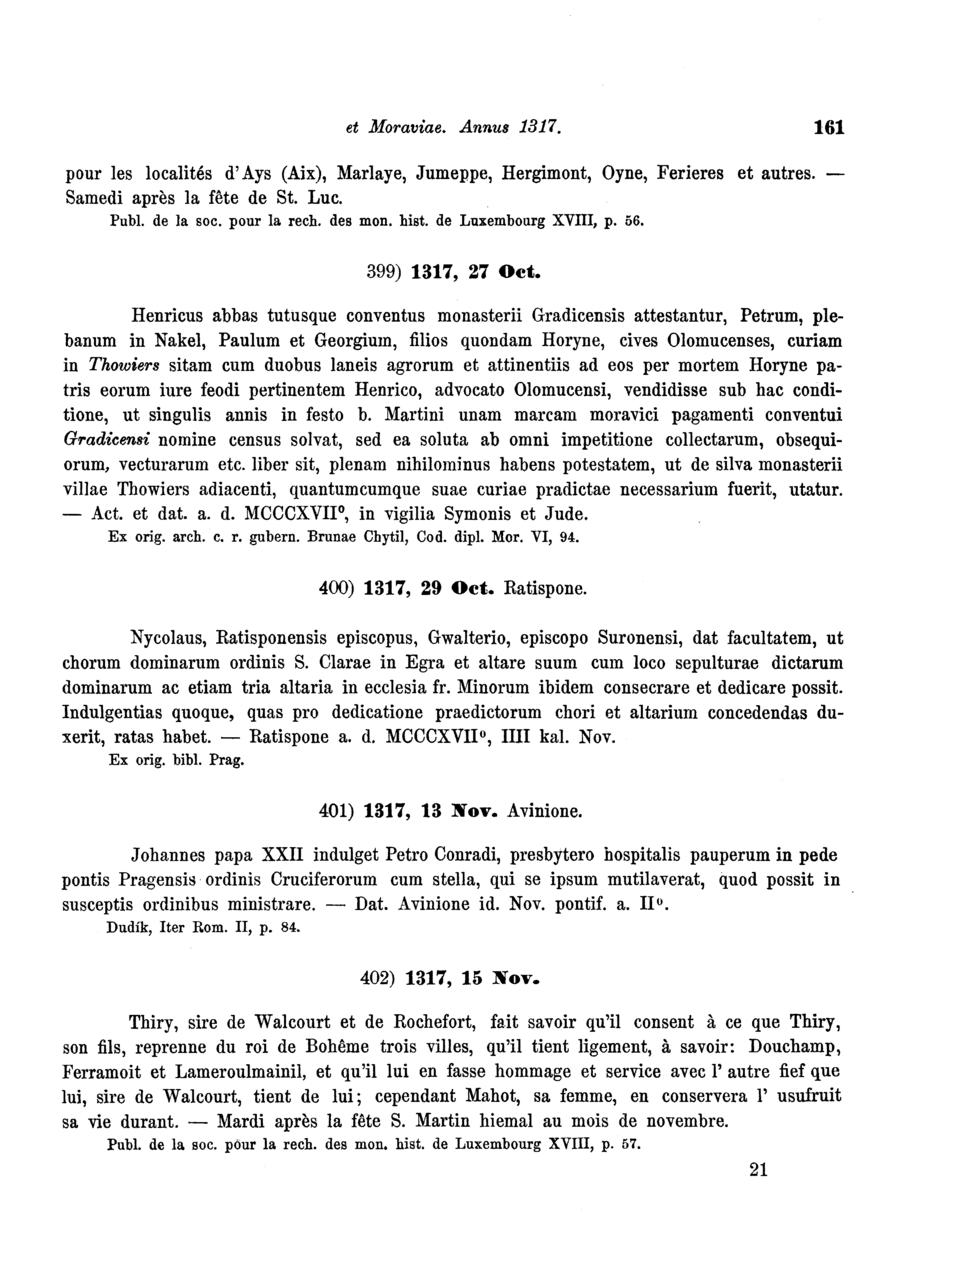 et Moraviae. Annus 1317. 161
pour les localités d'Ays (Aix), Marlaye, Jumeppe, Hergimont, Oyne, Ferieres et autres. —
Samedi après la fête de St. Luc.
Publ. de la soc. pour la rech. des mon. hist. de Luxembourg XVIII, p. 56.
399) 1317, 27 Oct.
Henricus abbas tutusque conventus monasterii Gradicensis attestantur, Petrum, ple-
banum in Nakel, Paulum et Georgium, filios quondam Horyne, cives Olomucenses, curiam
in Thowiers sitam cum duobus laneis agrorum et attinentiis ad eos per mortem Horyne pa-
tris eorum iure feodi pertinentem Henrico, advocato Olomucensi, vendidisse sub hac condi-
tione, ut singulis annis in festo b. Martini unam marcam moravici pagamenti conventui
Gradicensi nomine census solvat, sed ea soluta ab omni impetitione collectarum, obsequi-
orum, vecturarum etc. liber sit, plenam nihilominus habens potestatem, ut de silva monasterii
villae Thowiers adiacenti, quantumcumque suae curiae pradictae necessarium fuerit, utatur.
— Act. et dat. a. d. MCCCXVII⁰, in vigilia Symonis et Jude.
Ex orig. arch. c. r. gubern. Brunae Chytil, Cod. dipl. Mor. VI, 94.
400) 1317, 29 Oct. Ratispone.
Nycolaus, Ratisponensis episcopus, Gwalterio, episcopo Suronensi, dat facultatem, ut
chorum dominarum ordinis S. Clarae in Egra et altare suum cum loco sepulturae dictarum
dominarum ac etiam tria altaria in ecclesia fr. Minorum ibidem consecrare et dedicare possit.
Indulgentias quoque, quas pro dedicatione praedictorum chori et altarium concedendas du-
xerit, ratas habet. — Ratispone a. d. MCCCXVII⁰, IIII kal. Nov.
Ex orig. bibl. Prag.
401) 1317, 13 Nov. Avinione.
Johannes papa XXII indulget Petro Conradi, presbytero hospitalis pauperum in pede
pontis Pragensis ordinis Cruciferorum cum stella, qui se ipsum mutilaverat, quod possit in
susceptis ordinibus ministrare. — Dat. Avinione id. Nov. pontif. a. II⁰.
Dudík, Iter Rom. II, p. 84.
402) 1317, 15 Nov.
Thiry, sire de Walcourt et de Rochefort, fait savoir qu'il consent à ce que Thiry,
son fils, reprenne du roi de Bohême trois villes, qu'il tient ligement, à savoir: Douchamp,
Ferramoit et Lameroulmainil, et qu'il lui en fasse hommage et service avec l' autre fief que
lui, sire de Walcourt, tient de lui; cependant Mahot, sa femme, en conservera l' usufruit
sa vie durant. — Mardi après la fête S. Martin hiemal au mois de novembre.
Publ. de la soc. pour la rech. des mon. hist. de Luxembourg XVIII, p. 57.
21